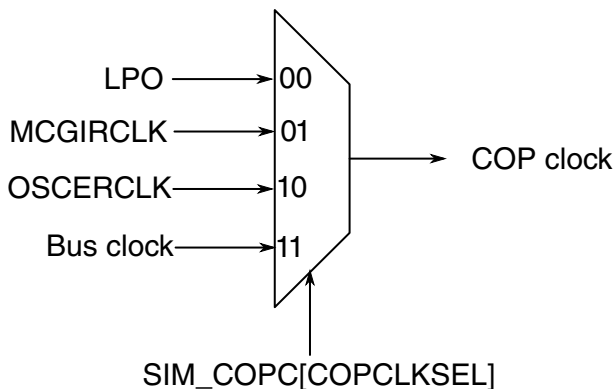 LPO
00
MCGIRCLK
01
COP clock
OSCERCLK
10
Bus clock
11
SIM_COPC[COPCLKSEL]